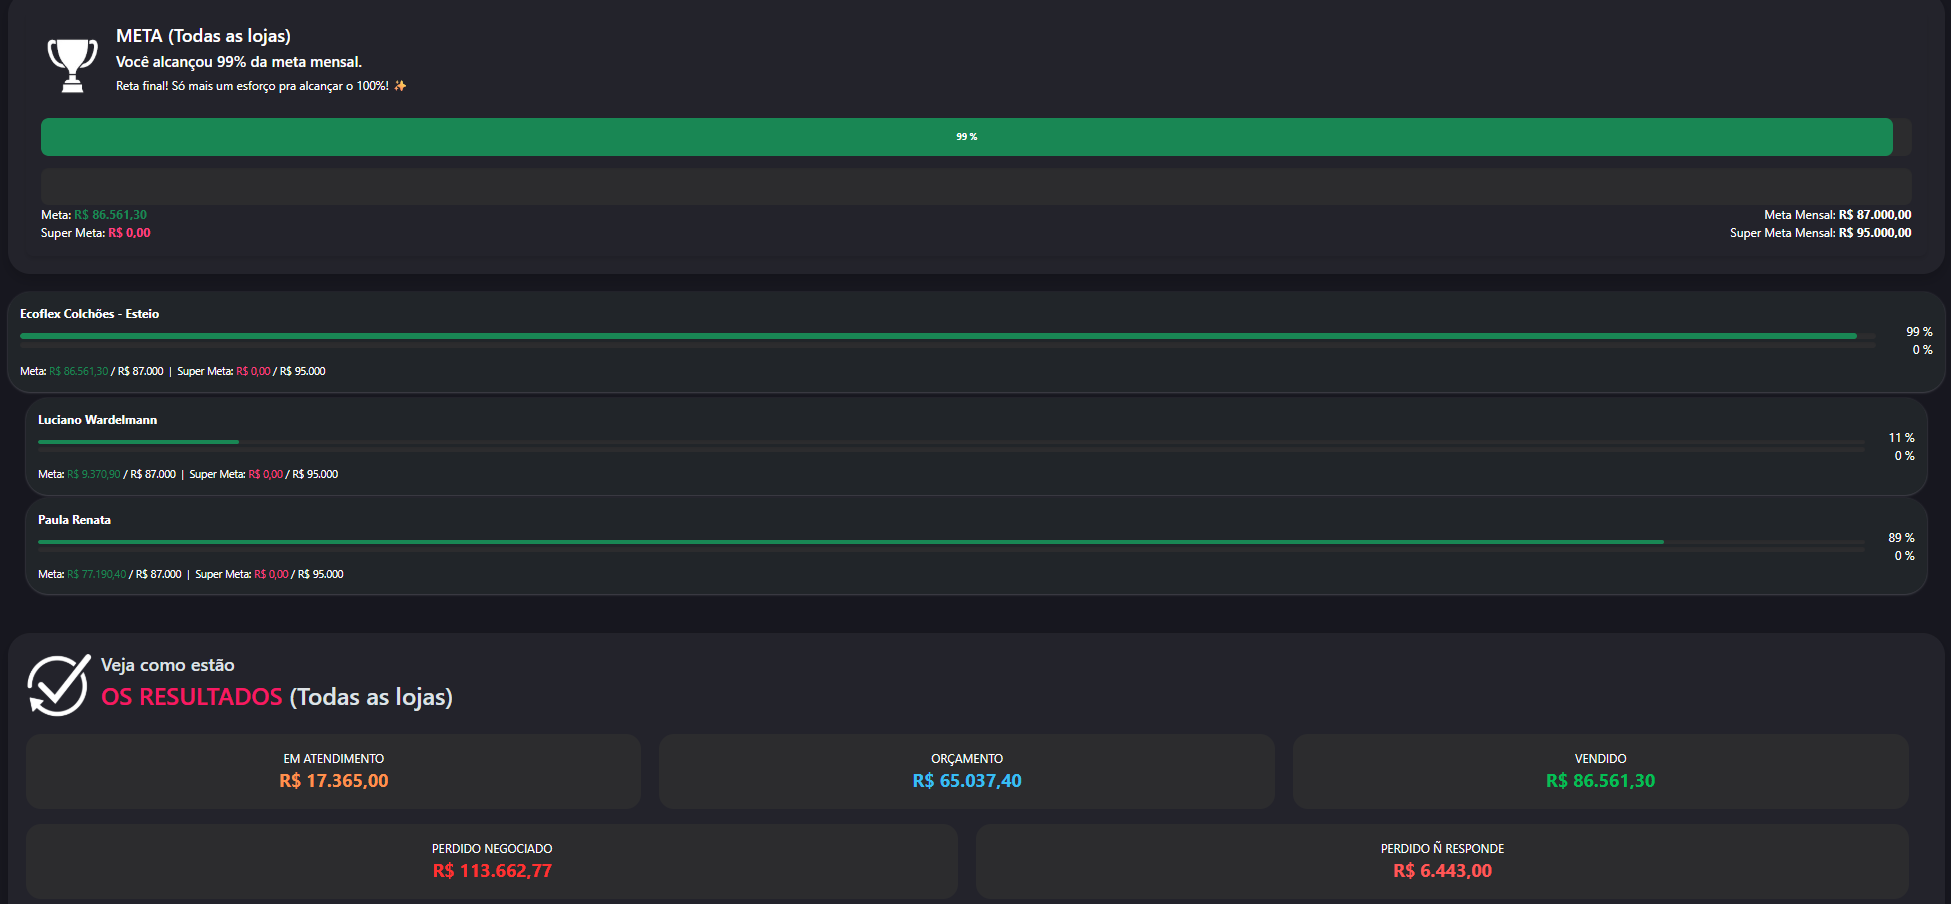 META (Todas as lojas)
Você alcançou 99% da meta mensal.
Reta final! Só mais um esforço pra alcançar o 100%! ✨
99 %
Meta: R$ 86.561,30
Meta Mensal: R$ 87.000,00
Super Meta: R$ 0,00
Super Meta Mensal: R$ 95.000,00
Ecoflex Colchões - Esteio
99 %
0 %
Meta: R$ 86.561,30 / R$ 87.000 | Super Meta: R$ 0,00 / R$ 95.000
Luciano Wardelmann
11 %
0 %
Meta: R$ 9.370,90 / R$ 87.000 | Super Meta: R$ 0,00 / R$ 95.000
Paula Renata
89 %
0 %
Meta: R$ 77.190,40 / R$ 87.000 | Super Meta: R$ 0,00 / R$ 95.000
Veja como estão
OS RESULTADOS (Todas as lojas)
EM ATENDIMENTO
R$ 17.365,00
ORÇAMENTO
R$ 65.037,40
VENDIDO
R$ 86.561,30
PERDIDO NEGOCIADO
R$ 113.662,77
PERDIDO Ñ RESPONDE
R$ 6.443,00